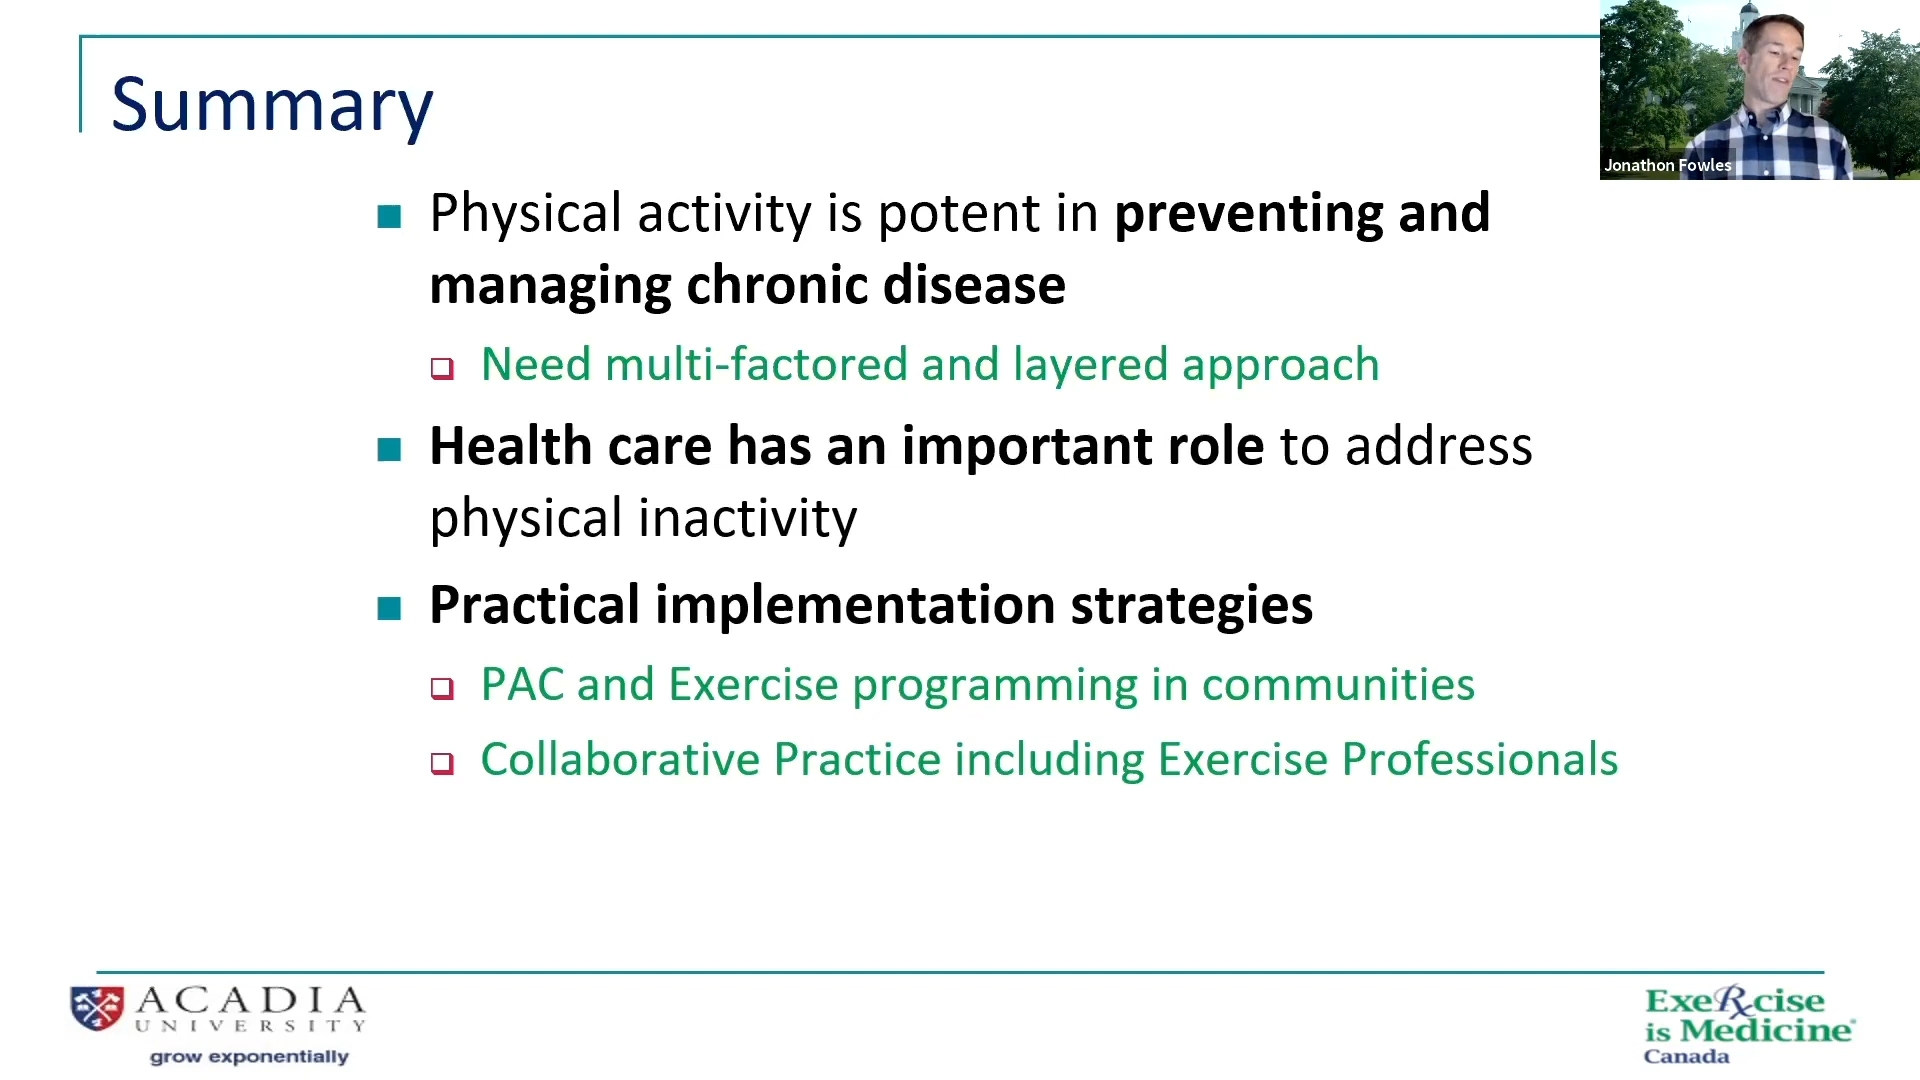 Summary
Jonathon Fowles
Physical activity is potent in preventing and
managing chronic disease
Need multi-factored and layered approach
Health care has an important role to address
physical inactivity
Practical implementation strategies
PAC and Exercise programming in communities
Collaborative Practice including Exercise Professionals
ACADIA
UNIVERSITY
grow exponentially
ExeRxcise
is Medicine®
Canada